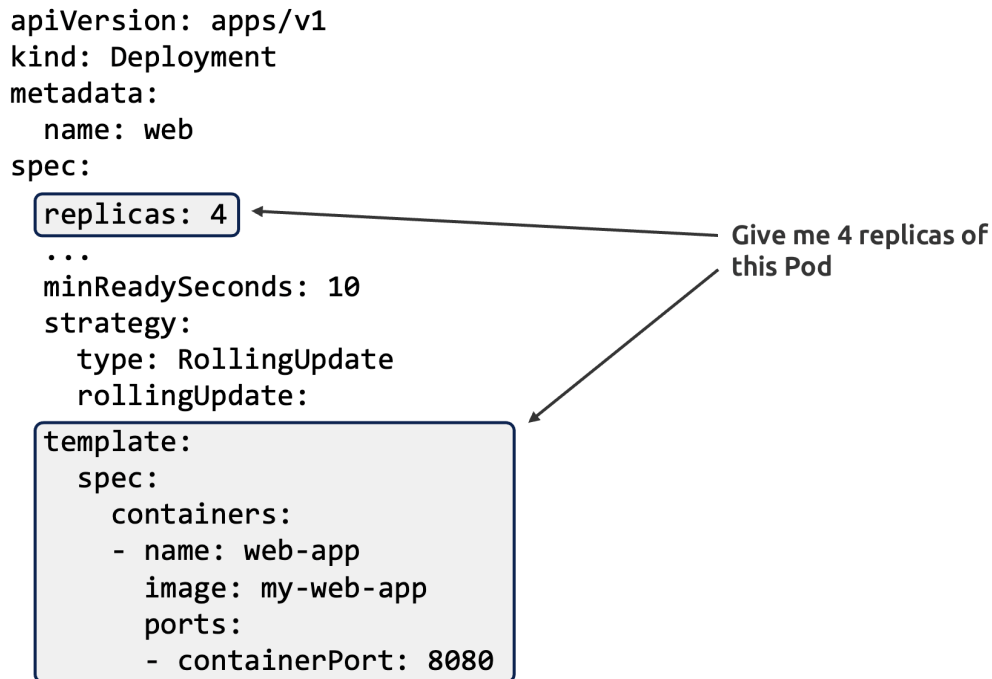 apiVersion: apps/v1
kind: Deployment
metadata:
  name: web
spec:
  replicas: 4
  ...
  minReadySeconds: 10
  strategy:
    type: RollingUpdate
    rollingUpdate:
  template:
    spec:
      containers:
      - name: web-app
        image: my-web-app
        ports:
        - containerPort: 8080
Give me 4 replicas of
this Pod